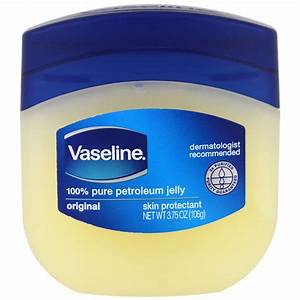 Vaseline.
dermatologist
recommended
100% pure petroleum jelly
original
skin protectant
NET WT 3.75 OZ (106g)